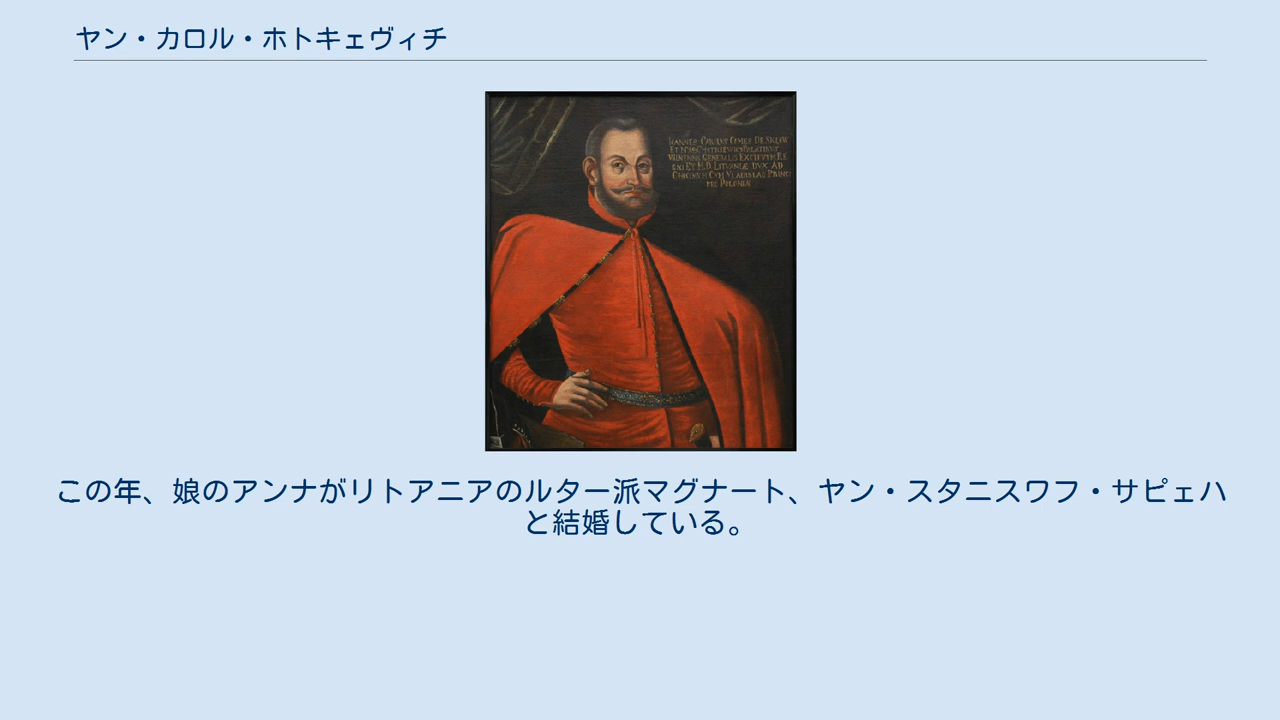 ヤン・カロル・ホトキェヴィチ
DVX AD
この年、娘のアンナがリトアニアのルター派マグナート、ヤン・スタニスワフ・サピェハ
と結婚している。